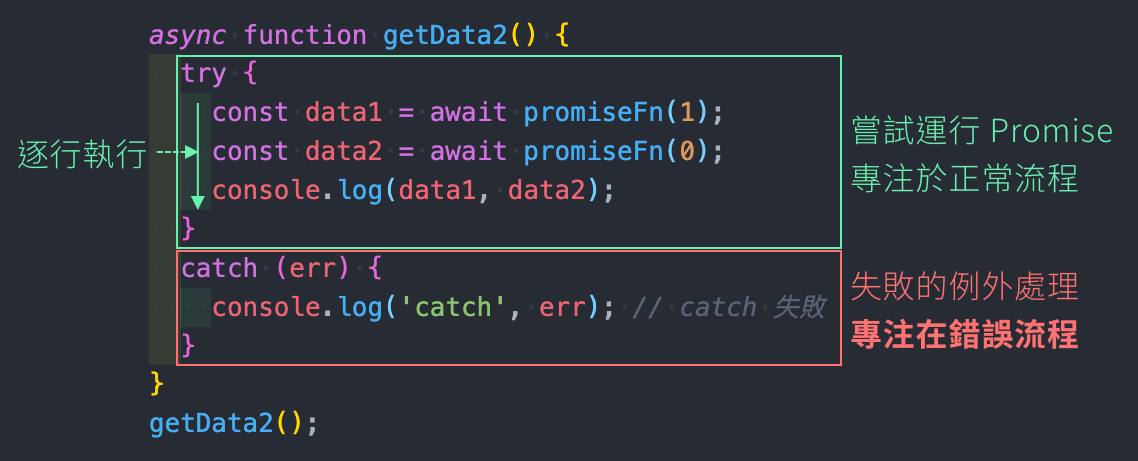 async function getData2() {
try {
const data1 = await promiseFn(1);
const data2 = await promiseFn(0);
console.log(data1, data2);
}
catch (err) {
console.log('catch', err); // catch 失敗
}
}
getData2();
逐行執行
嘗試運行 Promise
專注於正常流程
失敗的例外處理
專注在錯誤流程